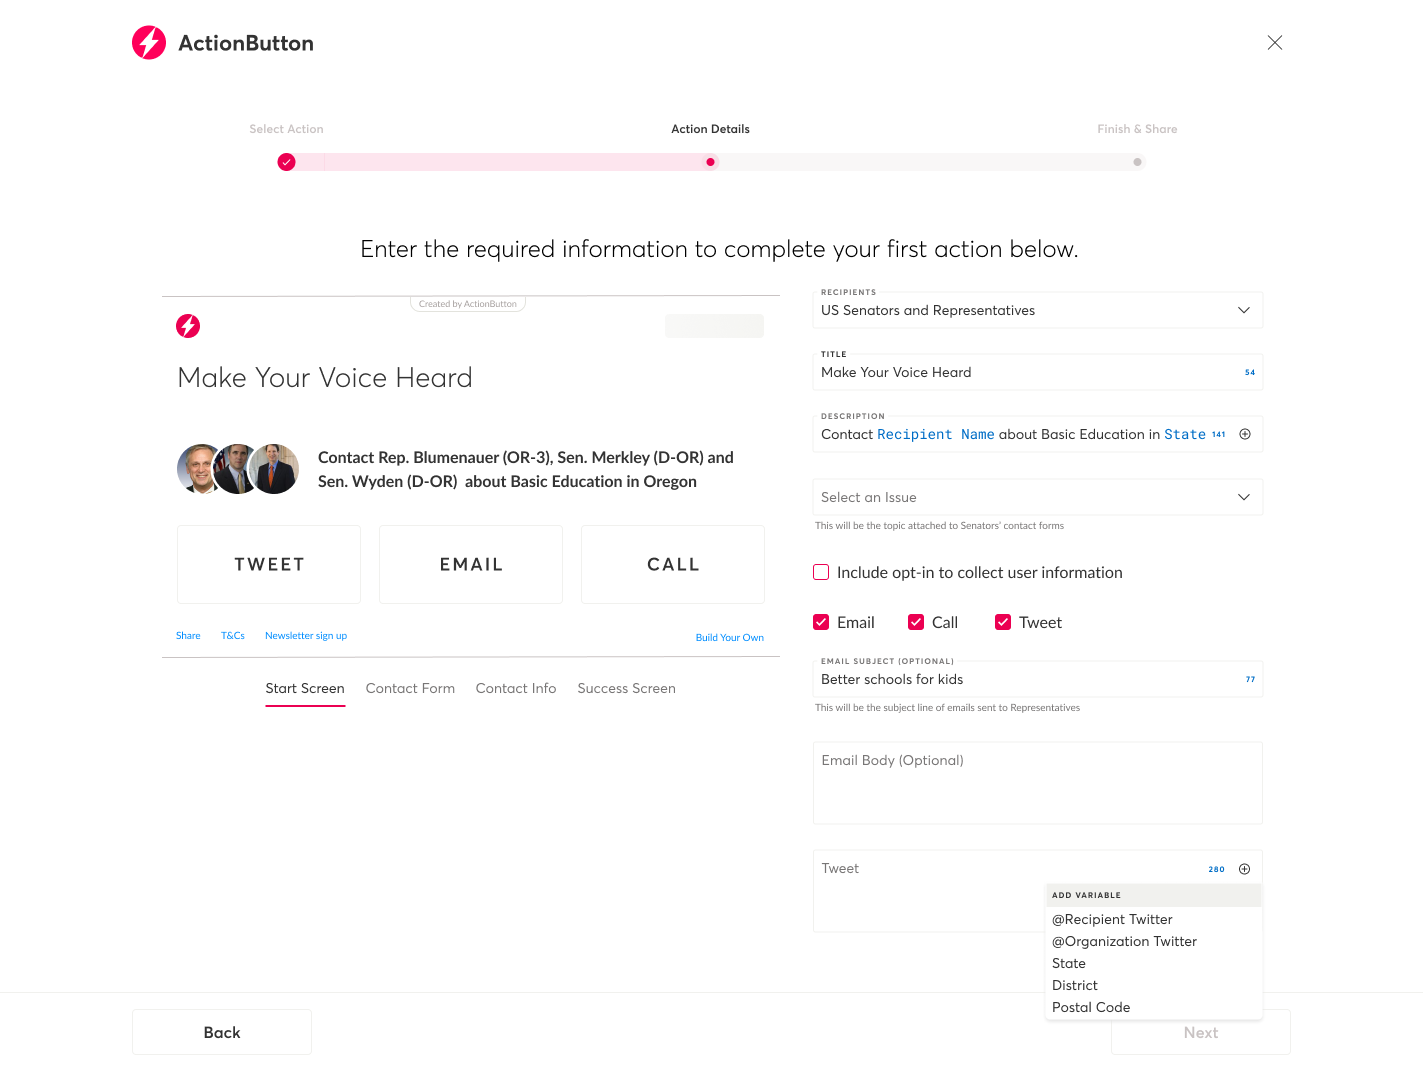 ActionButton
Select Action
Action Details
Finish & Share
Enter the required information to complete your first action below.
Created by ActionButton
Make Your Voice Heard
Contact Rep. Blumenauer (OR-3), Sen. Merkley (D-OR) and
Sen. Wyden (D-OR) about Basic Education in Oregon
TWEET
EMAIL
CALL
Share
T&Cs
Newsletter sign up
Build Your Own
Start Screen
Contact Form
Contact Info
Success Screen
RECIPIENTS
US Senators and Representatives
TITLE
Make Your Voice Heard
54
DESCRIPTION
Contact Recipient Name about Basic Education in State 141
Select an Issue
This will be the topic attached to Senators' contact forms
Include opt-in to collect user information
Email
Call
Tweet
EMAIL SUBJECT (OPTIONAL)
Better schools for kids
77
This will be the subject line of emails sent to Representatives
Email Body (Optional)
Tweet
280
ADD VARIABLE
@Recipient Twitter
@Organization Twitter
State
District
Postal Code
Back
Next